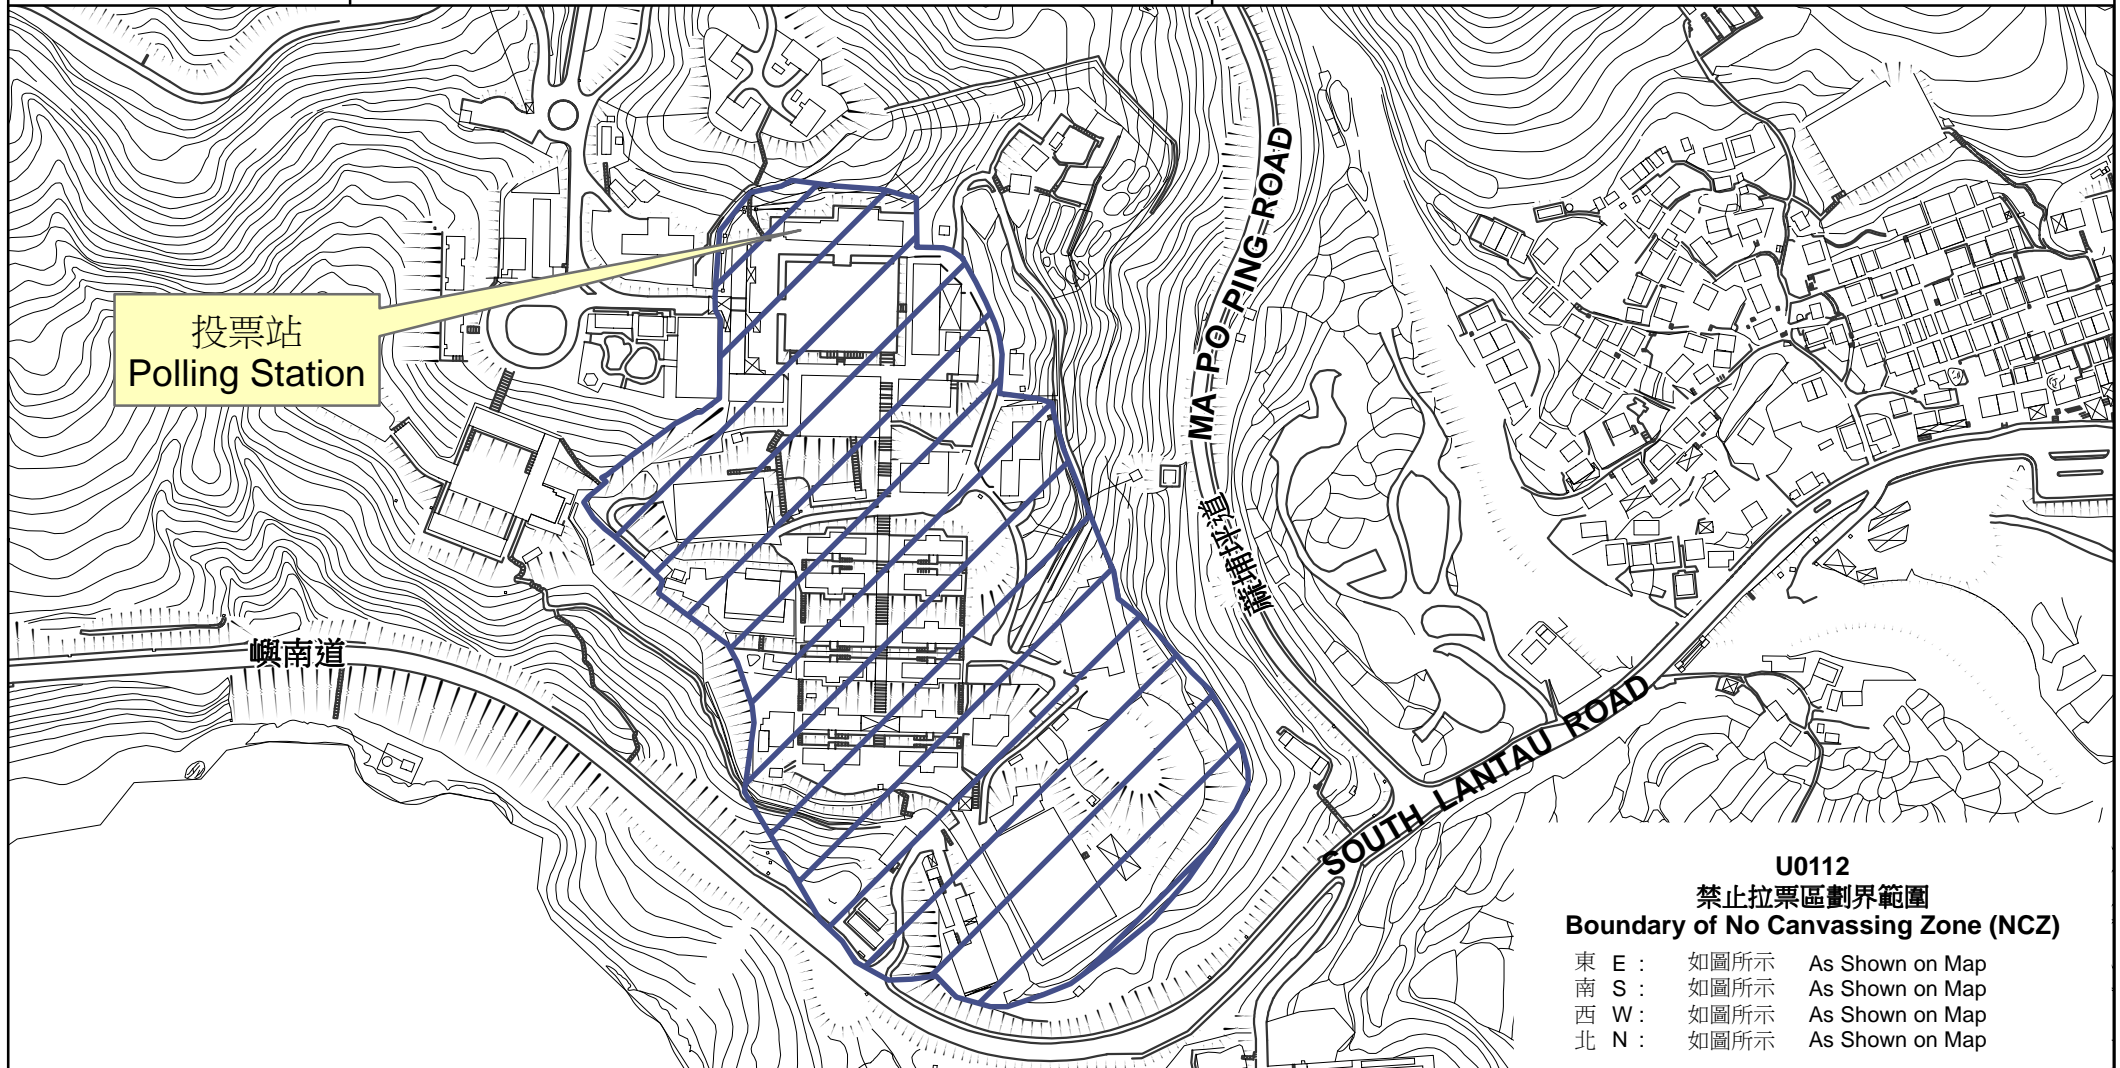 投票站
Polling Station
MA PO PING ROAD
麻埔坪道
嶼南道
SOUTH LANTAU ROAD
U0112
禁止拉票區劃界範圍
Boundary of No Canvassing Zone (NCZ)
東 E : 如圖所示 As Shown on Map
南 S : 如圖所示 As Shown on Map
西 W : 如圖所示 As Shown on Map
北 N : 如圖所示 As Shown on Map